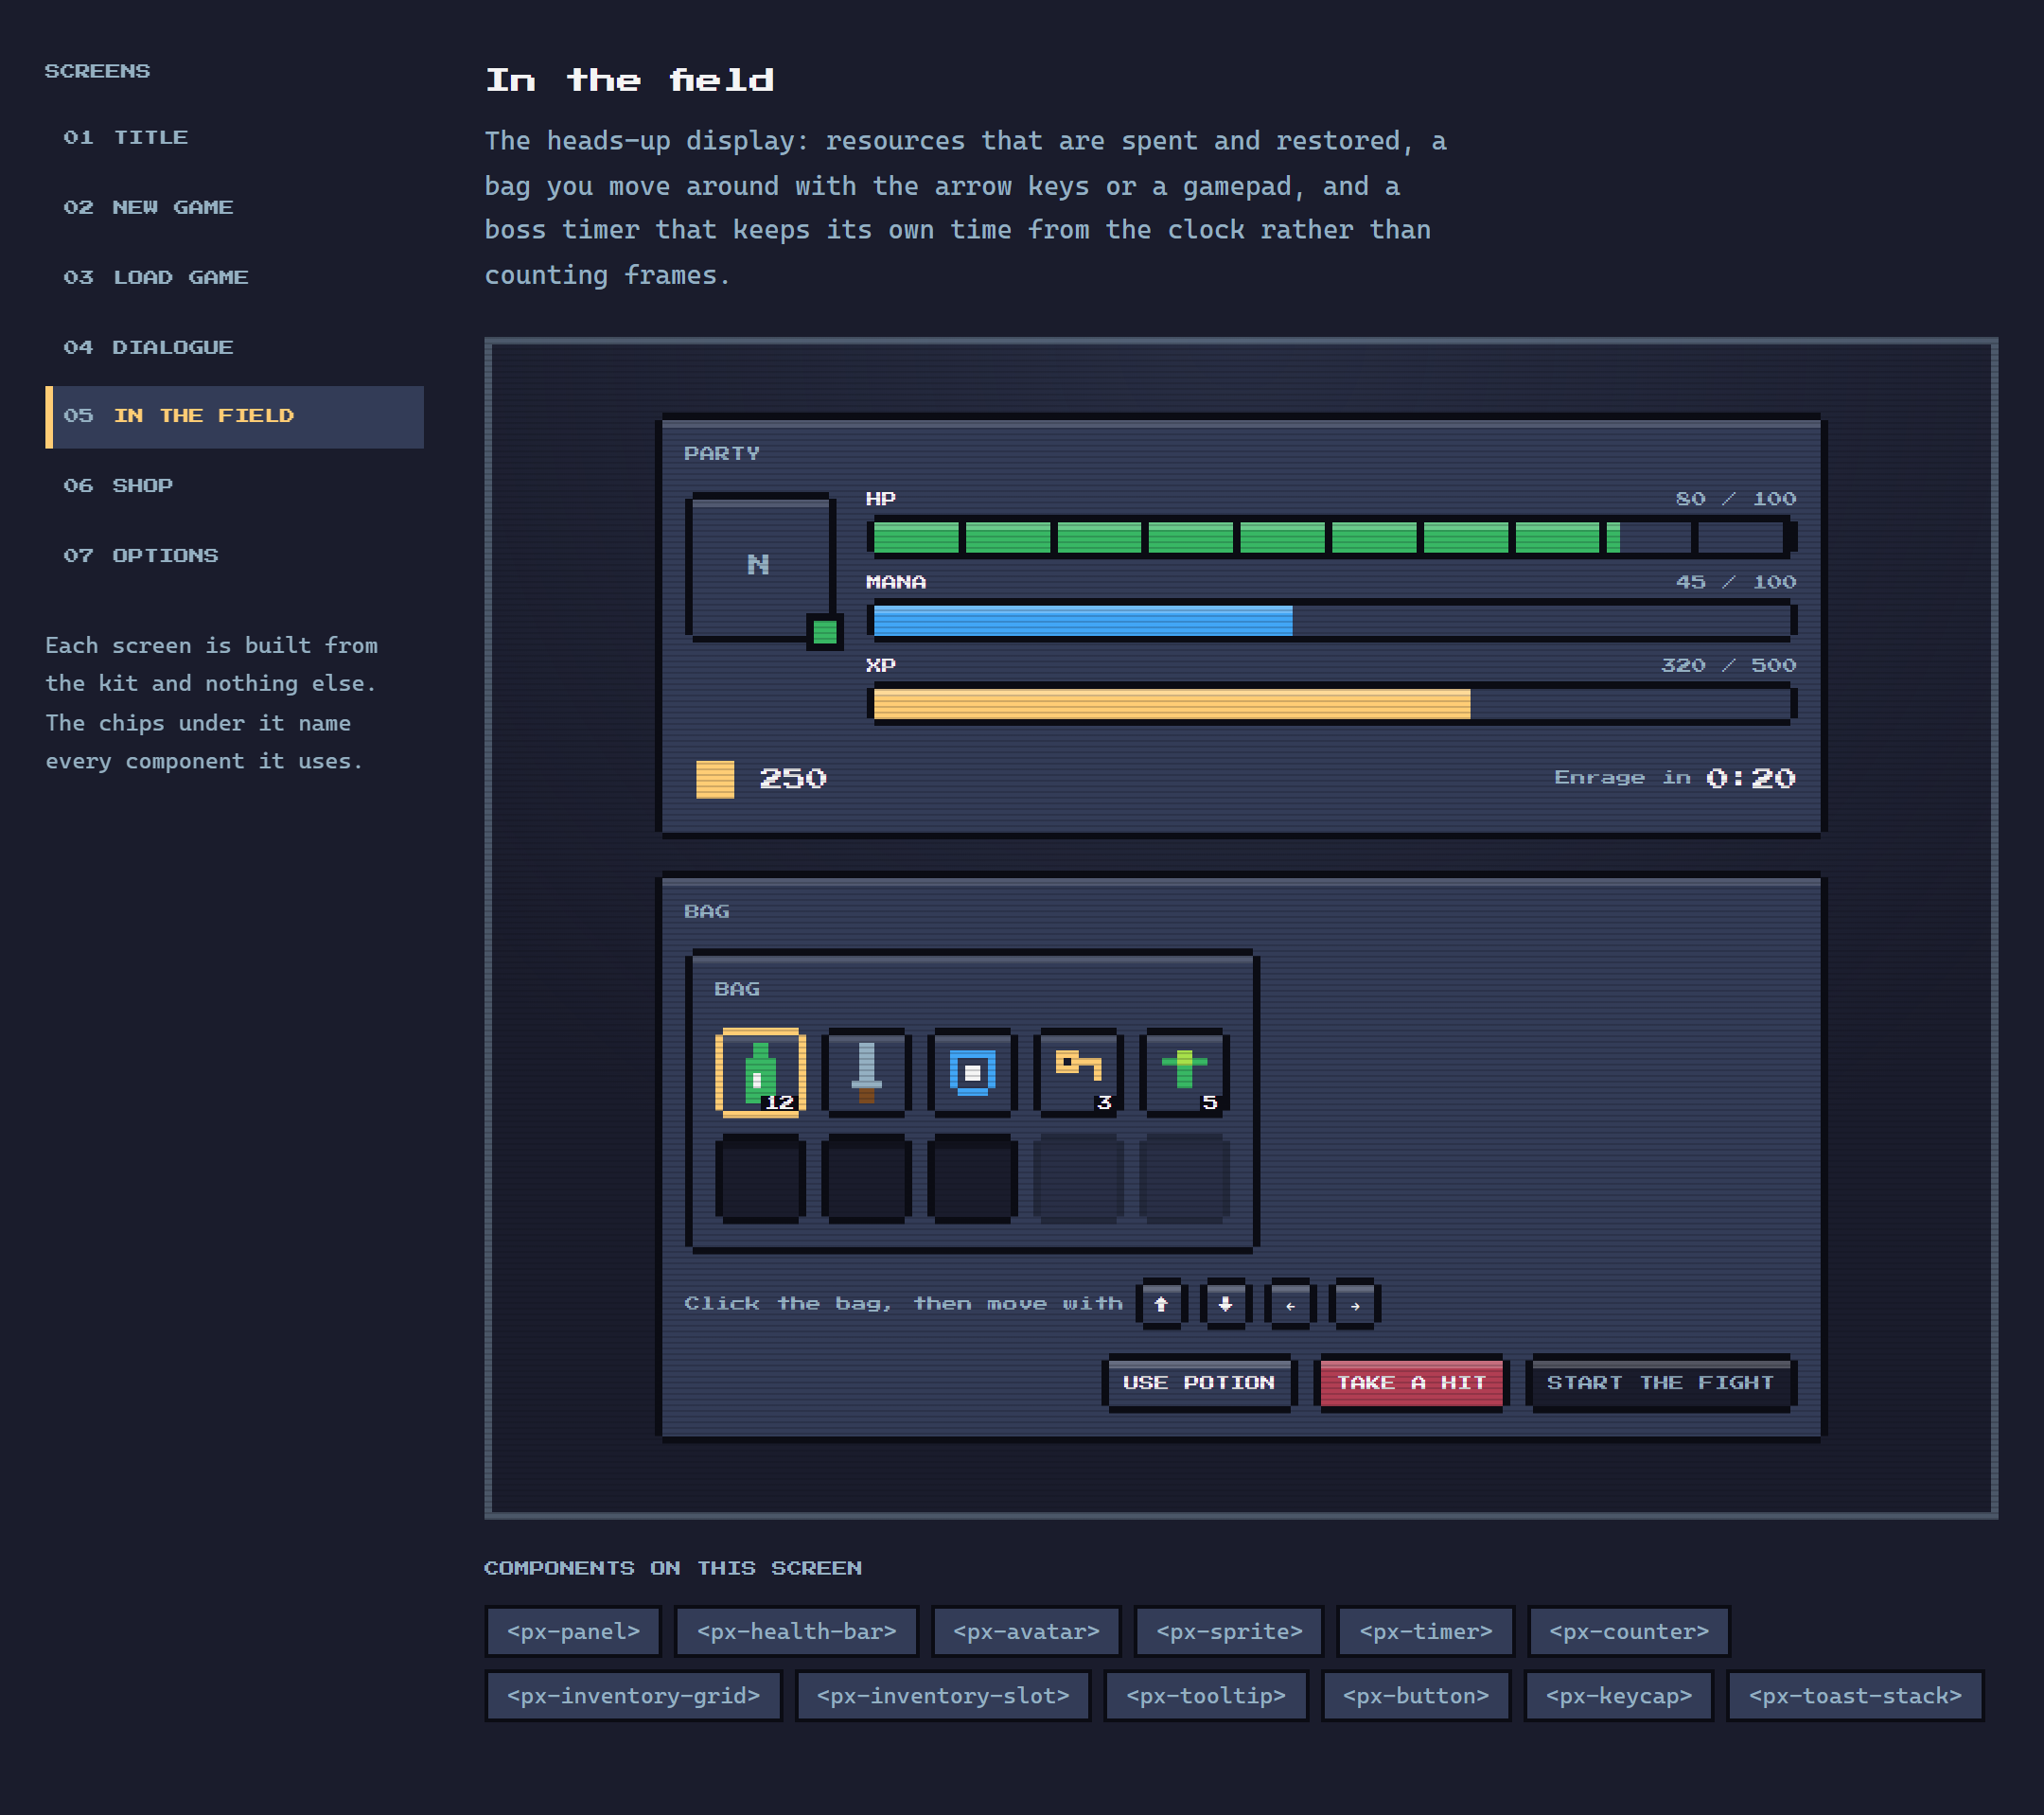 SCREENS
01 TITLE
02 NEW GAME
03 LOAD GAME
04 DIALOGUE
05 IN THE FIELD
06 SHOP
07 OPTIONS
Each screen is built from
the kit and nothing else.
The chips under it name
every component it uses.
In the field
The heads-up display: resources that are spent and restored, a
bag you move around with the arrow keys or a gamepad, and a
boss timer that keeps its own time from the clock rather than
counting frames.
PARTY
N
HP 80 / 100
MANA 45 / 100
XP 320 / 500
250 Enrage in 0:20
BAG
BAG
12 3 5
Click the bag, then move with ↑ ↓ ← →
USE POTION TAKE A HIT START THE FIGHT
COMPONENTS ON THIS SCREEN
<px-panel> <px-health-bar> <px-avatar> <px-sprite> <px-timer> <px-counter>
<px-inventory-grid> <px-inventory-slot> <px-tooltip> <px-button> <px-keycap> <px-toast-stack>